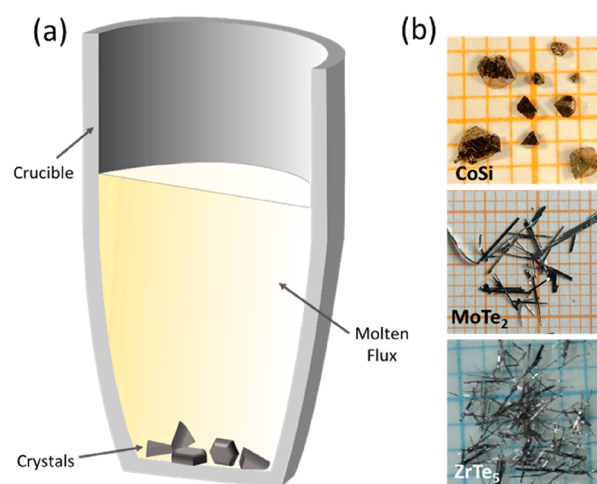 (a)
Crucible
Molten
Flux
Crystals
(b)
CoSi
MoTe₂
ZrTe₅